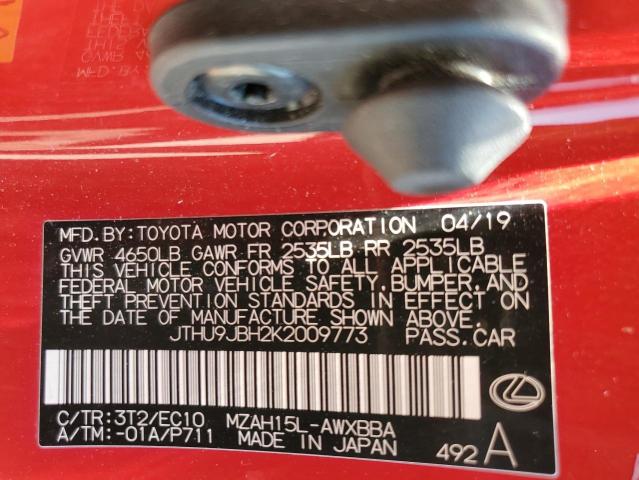 MFD.BY:TOYOTA MOTOR CORPORATION 04/19
GVWR 4650LB GAWR FR 2535LB RR 2535LB
THIS VEHICLE CONFORMS TO ALL APPLICABLE
FEDERAL MOTOR VEHICLE SAFETY,BUMPER,AND
THEFT PREVENTION STANDARDS IN EFFECT ON
THE DATE OF MANUFACTURE SHOWN ABOVE.
JTHU9JBH2K2009773 PASS.CAR
C/TR:3T2/EC10 MZAH15L-AWXBBA
A/TM:-01A/P711 MADE IN JAPAN 492 A